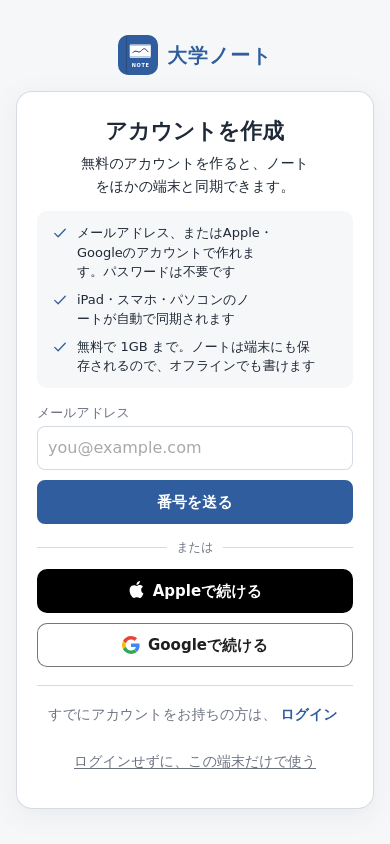 NOTE
大学ノート
アカウントを作成
無料のアカウントを作ると、ノート
をほかの端末と同期できます。
メールアドレス、またはApple・
Googleのアカウントで作れま
す。パスワードは不要です
iPad・スマホ・パソコンのノ
ートが自動で同期されます
無料で 1GB まで。ノートは端末にも保
存されるので、オフラインでも書けます
メールアドレス
you@example.com
番号を送る
または
Appleで続ける
Googleで続ける
すでにアカウントをお持ちの方は、 ログイン
ログインせずに、この端末だけで使う